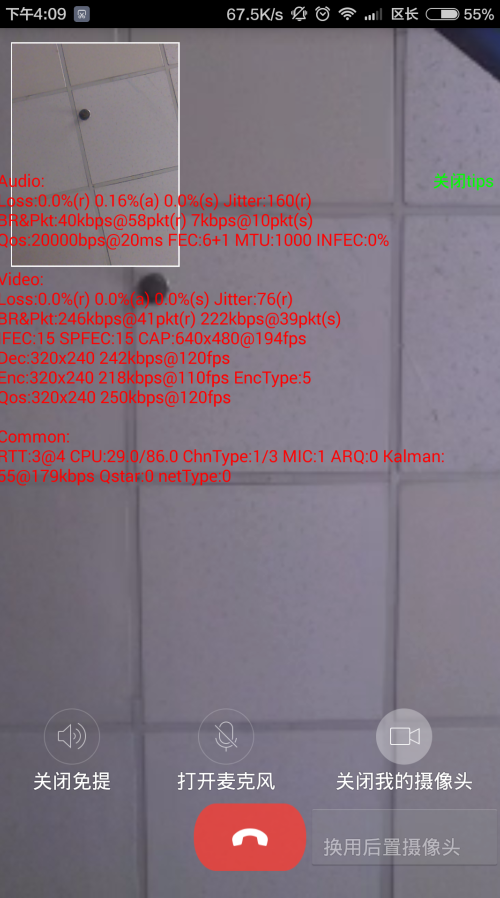 下午4:09 67.5K/s 区长 55%
关闭tips
Audio:
Loss:0.0%(r) 0.16%(a) 0.0%(s) Jitter:160(r)
BR&Pkt:40kbps@58pkt(r) 7kbps@10pkt(s)
Qos:20000bps@20ms FEC:6+1 MTU:1000 INFEC:0%
Video:
Loss:0.0%(r) 0.0%(a) 0.0%(s) Jitter:76(r)
BR&Pkt:246kbps@41pkt(r) 222kbps@39pkt(s)
IFEC:15 SPFEC:15 CAP:640x480@194fps
Dec:320x240 242kbps@120fps
Enc:320x240 218kbps@110fps EncType:5
Qos:320x240 250kbps@120fps
Common:
RTT:3@4 CPU:29.0/86.0 ChnType:1/3 MIC:1 ARQ:0 Kalman:
55@179kbps Qstar:0 netType:0
关闭免提 打开麦克风 关闭我的摄像头
换用后置摄像头